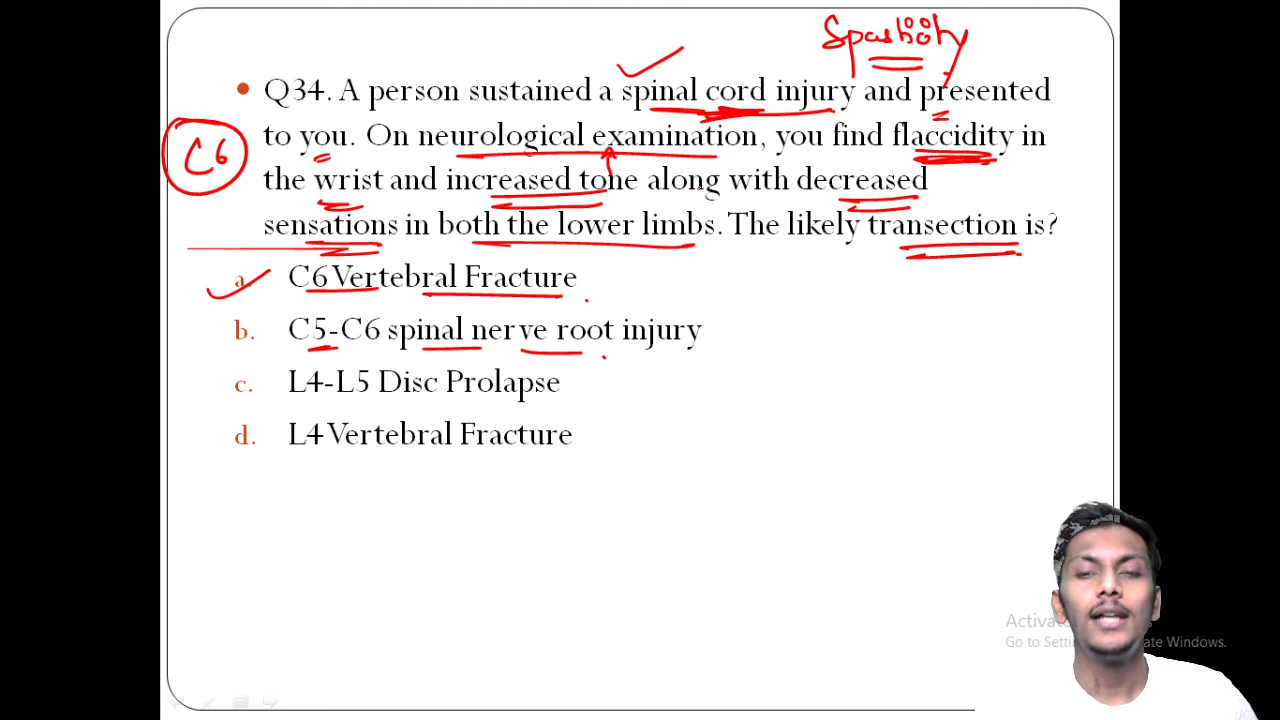 Spasticity
• Q34. A person sustained a spinal cord injury and presented
to you. On neurological examination, you find flaccidity in
C6
the wrist and increased tone along with decreased
sensations in both the lower limbs. The likely transection is?
a. C6 Vertebral Fracture
b. C5-C6 spinal nerve root injury
c. L4-L5 Disc Prolapse
d. L4 Vertebral Fracture
Activate
Go to Setti ate Windows.